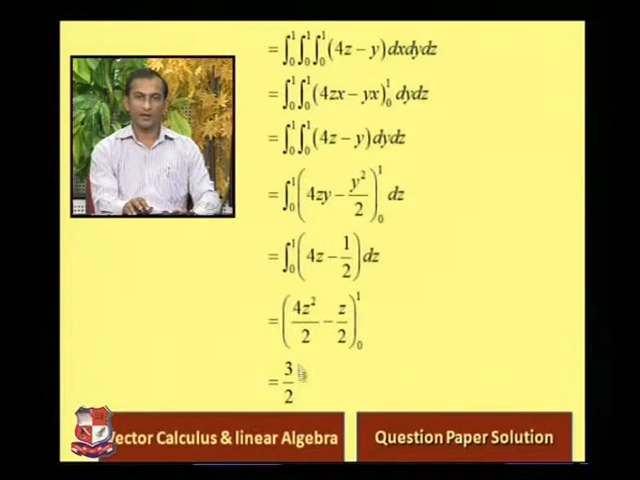 = ∫₀¹ ∫₀¹ ∫₀¹ (4z − y) dxdydz
= ∫₀¹ ∫₀¹ (4zx − yx)₀¹ dydz
= ∫₀¹ ∫₀¹ (4z − y) dydz
= ∫₀¹ (4zy − y²/2)₀¹ dz
= ∫₀¹ (4z − 1/2) dz
= (4z²/2 − z/2)₀¹
= 3/2
ector Calculus & linear Algebra
Question Paper Solution